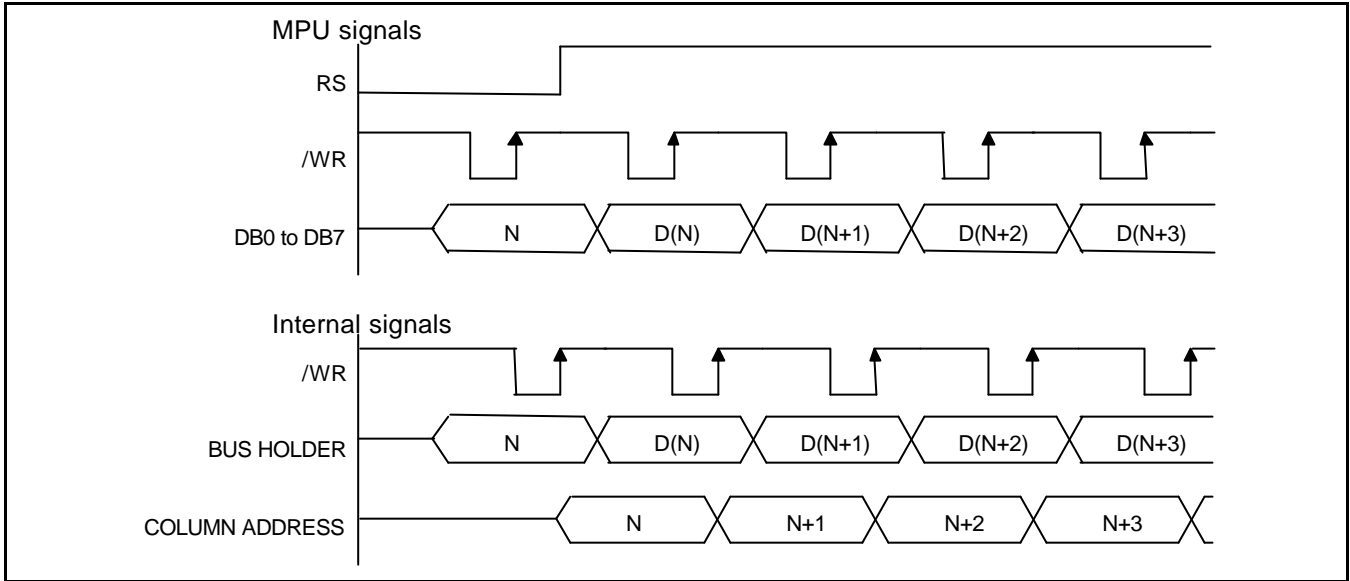 MPU signals
RS
/WR
DB0 to DB7
N D(N) D(N+1) D(N+2) D(N+3)
Internal signals
/WR
BUS HOLDER
N D(N) D(N+1) D(N+2) D(N+3)
COLUMN ADDRESS
N N+1 N+2 N+3